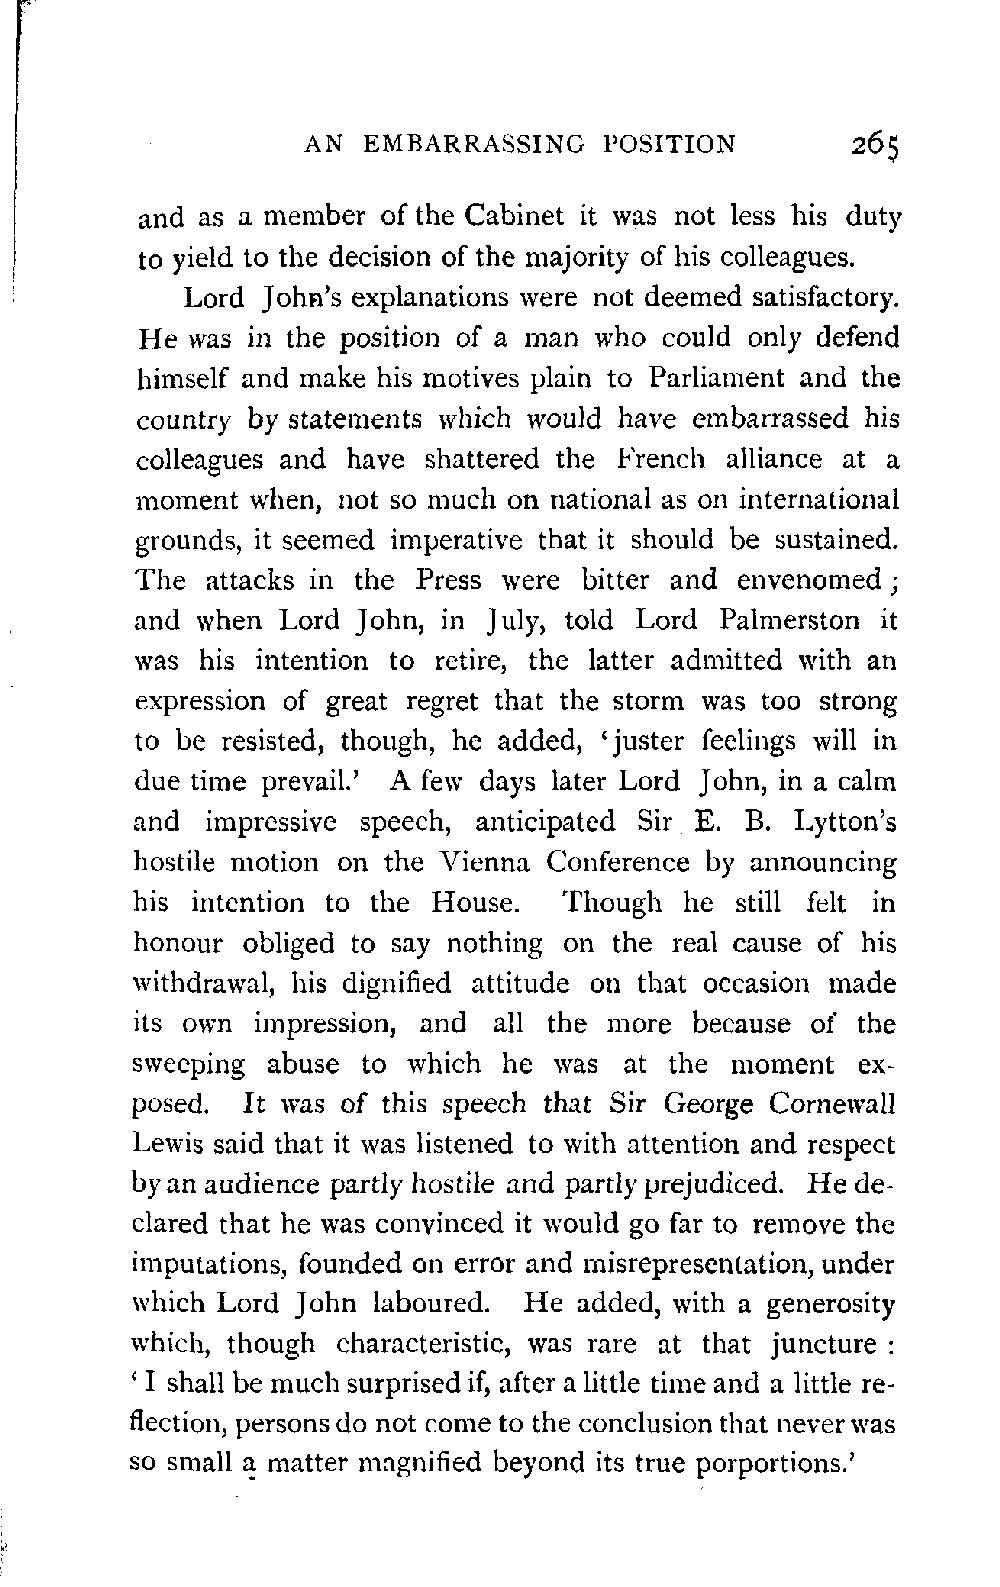 AN EMBARRASSING POSITION 265
and as a member of the Cabinet it was not less his duty
to yield to the decision of the majority of his colleagues.
Lord John's explanations were not deemed satisfactory.
He was in the position of a man who could only defend
himself and make his motives plain to Parliament and the
country by statements which would have embarrassed his
colleagues and have shattered the French alliance at a
moment when, not so much on national as on international
grounds, it seemed imperative that it should be sustained.
The attacks in the Press were bitter and envenomed ;
and when Lord John, in July, told Lord Palmerston it
was his intention to retire, the latter admitted with an
expression of great regret that the storm was too strong
to be resisted, though, he added, ‘juster feelings will in
due time prevail.’ A few days later Lord John, in a calm
and impressive speech, anticipated Sir E. B. Lytton's
hostile motion on the Vienna Conference by announcing
his intention to the House. Though he still felt in
honour obliged to say nothing on the real cause of his
withdrawal, his dignified attitude on that occasion made
its own impression, and all the more because of the
sweeping abuse to which he was at the moment ex-
posed. It was of this speech that Sir George Cornewall
Lewis said that it was listened to with attention and respect
by an audience partly hostile and partly prejudiced. He de-
clared that he was convinced it would go far to remove the
imputations, founded on error and misrepresentation, under
which Lord John laboured. He added, with a generosity
which, though characteristic, was rare at that juncture :
‘I shall be much surprised if, after a little time and a little re-
flection, persons do not come to the conclusion that never was
so small a matter magnified beyond its true porportions.’